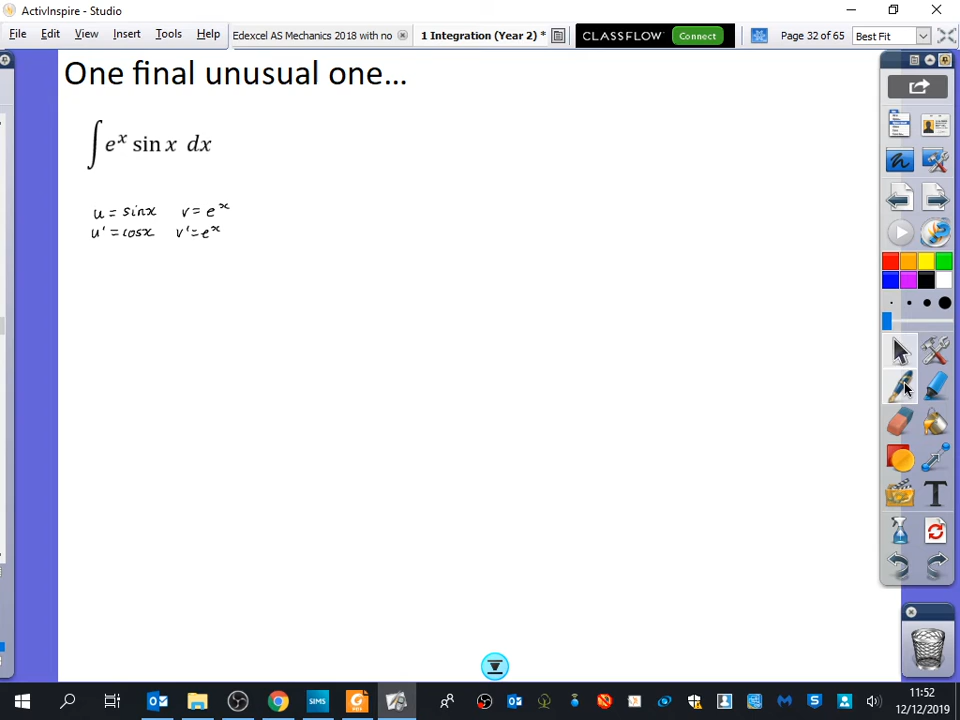 ActivInspire - Studio
File Edit View Insert Tools Help Edexcel AS Mechanics 2018 with no 1 Integration (Year 2) * CLASSFLOW Connect Page 32 of 65 Best Fit
One final unusual one...
∫ eˣ sin x dx
u = sinx v = eˣ
u' = cosx v' = eˣ
T
SIMS
PDF
S
11:52
12/12/2019